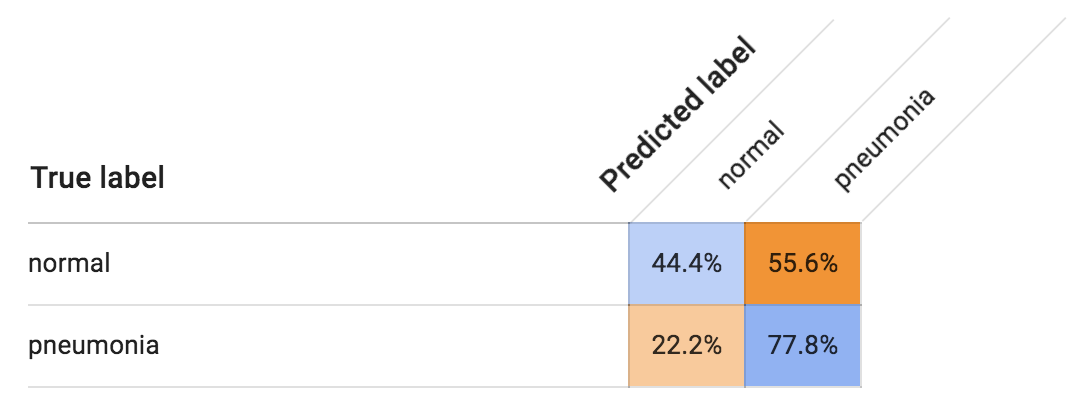 Predicted label
normal
pneumonia
True label
normal 44.4% 55.6%
pneumonia 22.2% 77.8%